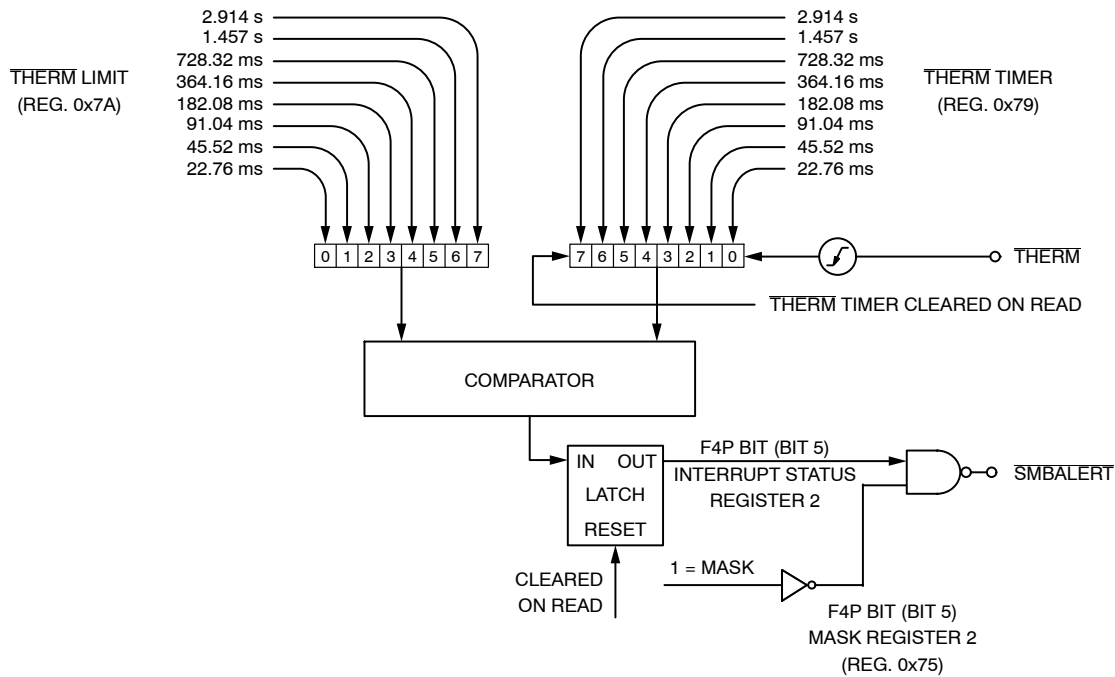 2.914 s
1.457 s
728.32 ms
364.16 ms
182.08 ms
91.04 ms
45.52 ms
22.76 ms
THERM LIMIT
(REG. 0x7A)
2.914 s
1.457 s
728.32 ms
364.16 ms
182.08 ms
91.04 ms
45.52 ms
22.76 ms
THERM TIMER
(REG. 0x79)
0 1 2 3 4 5 6 7
7 6 5 4 3 2 1 0
THERM
THERM TIMER CLEARED ON READ
COMPARATOR
IN OUT
LATCH
RESET
F4P BIT (BIT 5)
INTERRUPT STATUS
REGISTER 2
SMBALERT
CLEARED
ON READ
1 = MASK
F4P BIT (BIT 5)
MASK REGISTER 2
(REG. 0x75)